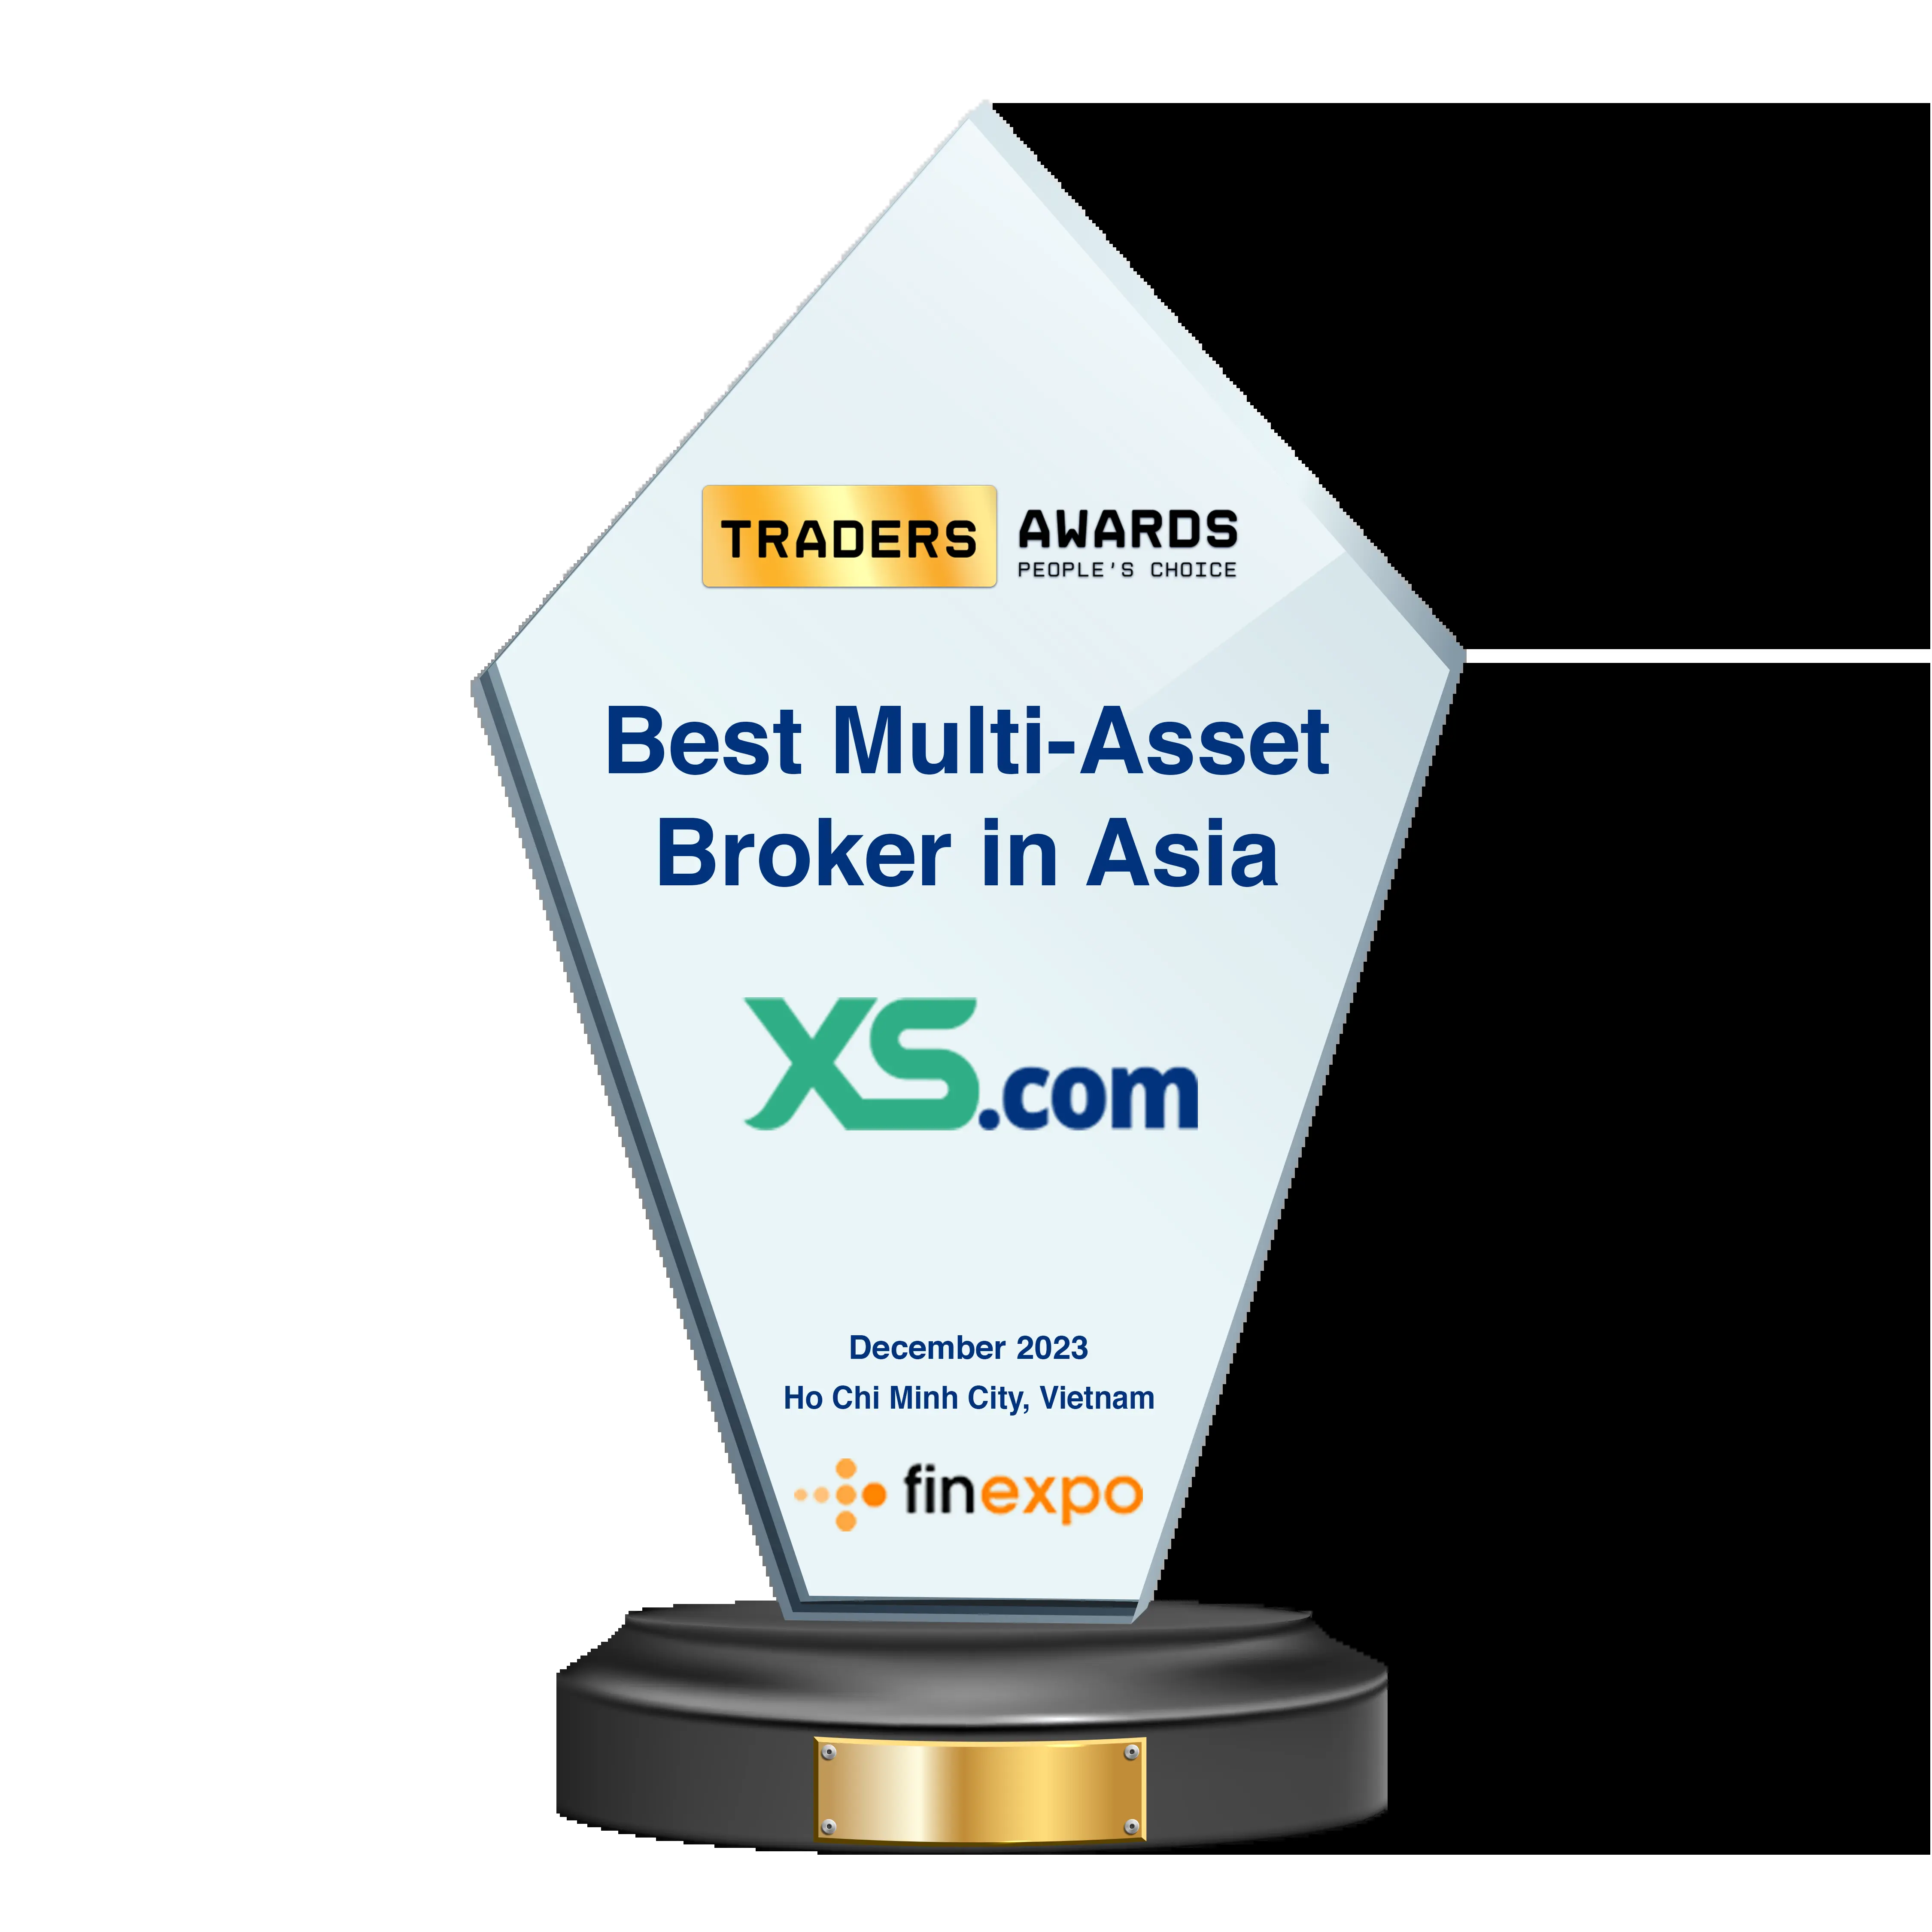 TRADERS AWARDS
PEOPLE'S CHOICE
Best Multi-Asset
Broker in Asia
XS.com
December 2023
Ho Chi Minh City, Vietnam
finexpo